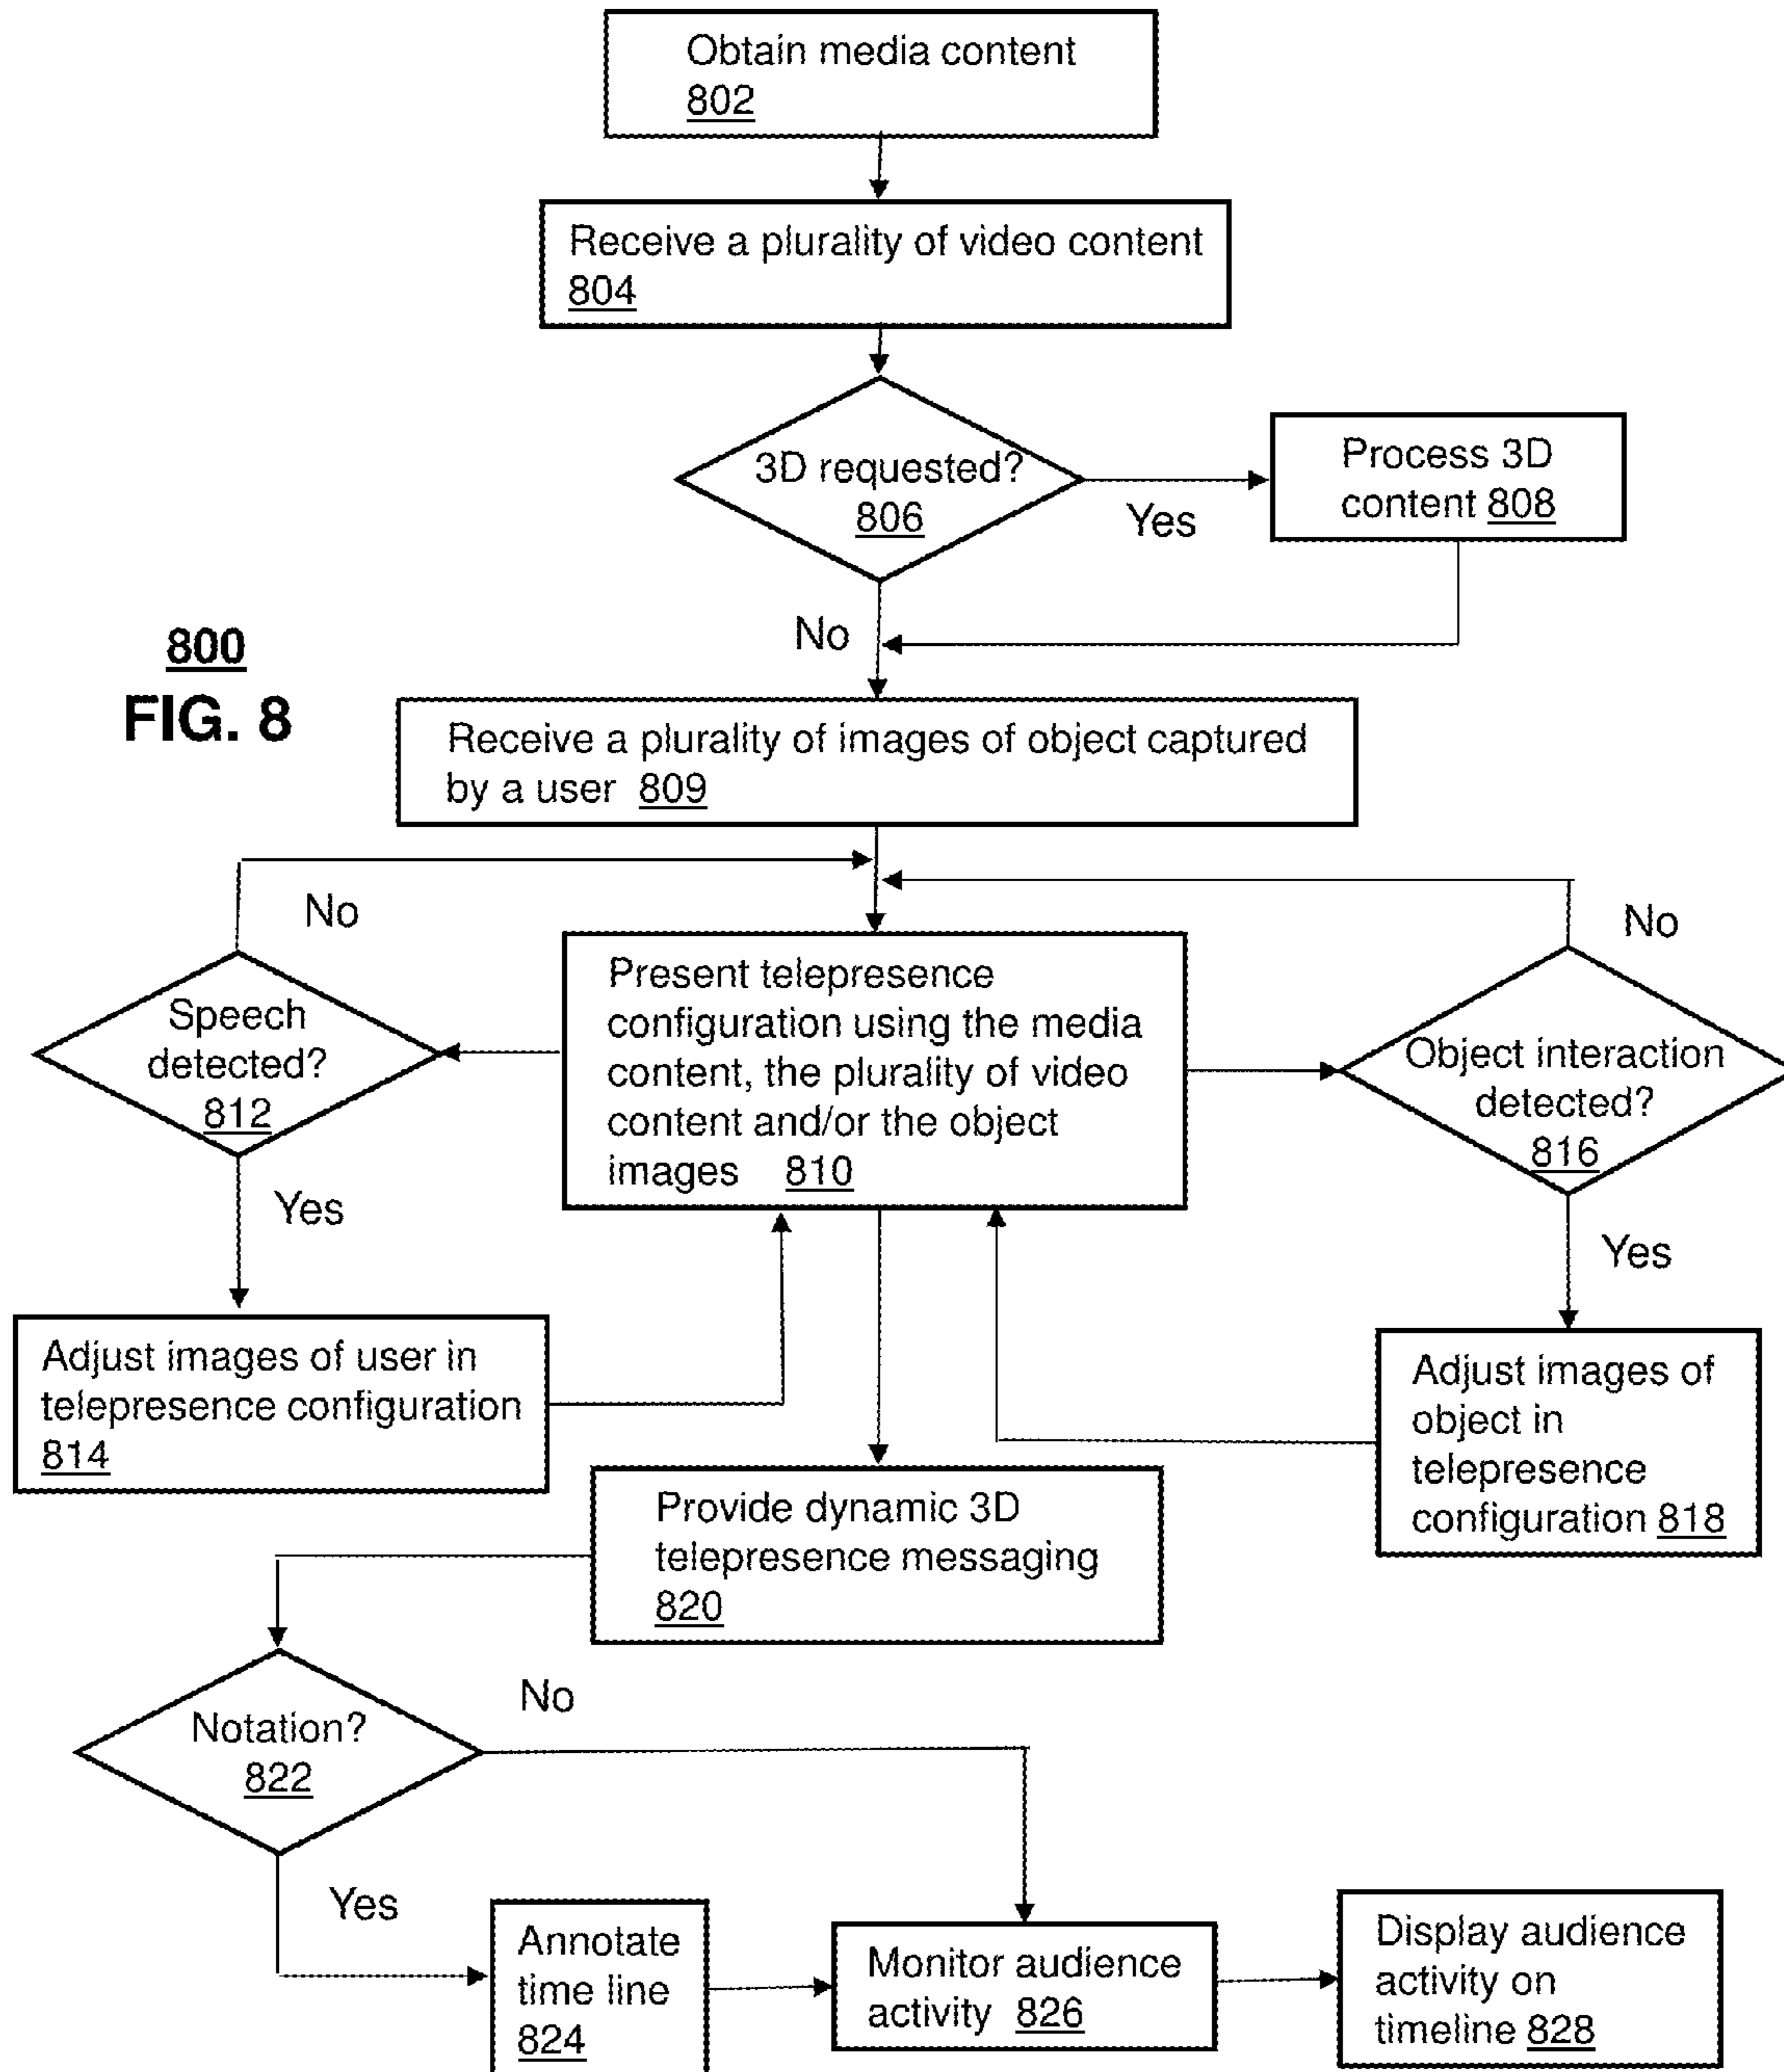 Obtain media content
802
Receive a plurality of video content
804
3D requested?
806
Yes
Process 3D
content 808
No
800
FIG. 8
Receive a plurality of images of object captured
by a user 809
No
No
Speech
detected?
812
Present telepresence
configuration using the media
content, the plurality of video
content and/or the object
images 810
Object interaction
detected?
816
Yes
Yes
Adjust images of user in
telepresence configuration
814
Adjust images of
object in
telepresence
configuration 818
Provide dynamic 3D
telepresence messaging
820
Notation?
822
No
Yes
Annotate
time line
824
Monitor audience
activity 826
Display audience
activity on
timeline 828